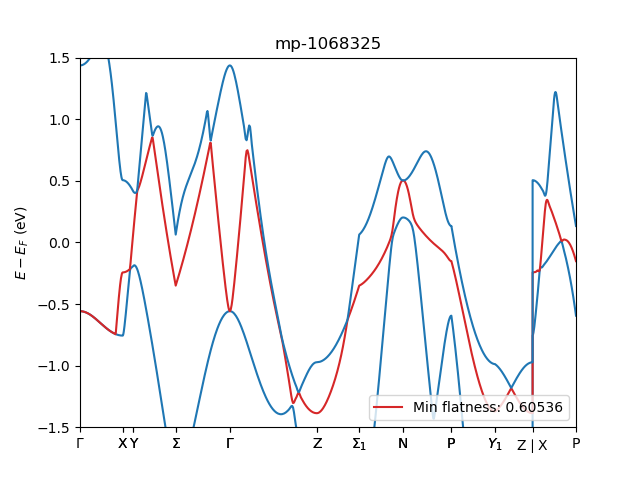 mp-1068325
E − E_F (eV)
1.5
1.0
0.5
0.0
−0.5
−1.0
−1.5
Min flatness: 0.60536
Γ X Y Σ Γ Z Σ₁ N P Y₁ Z | X P